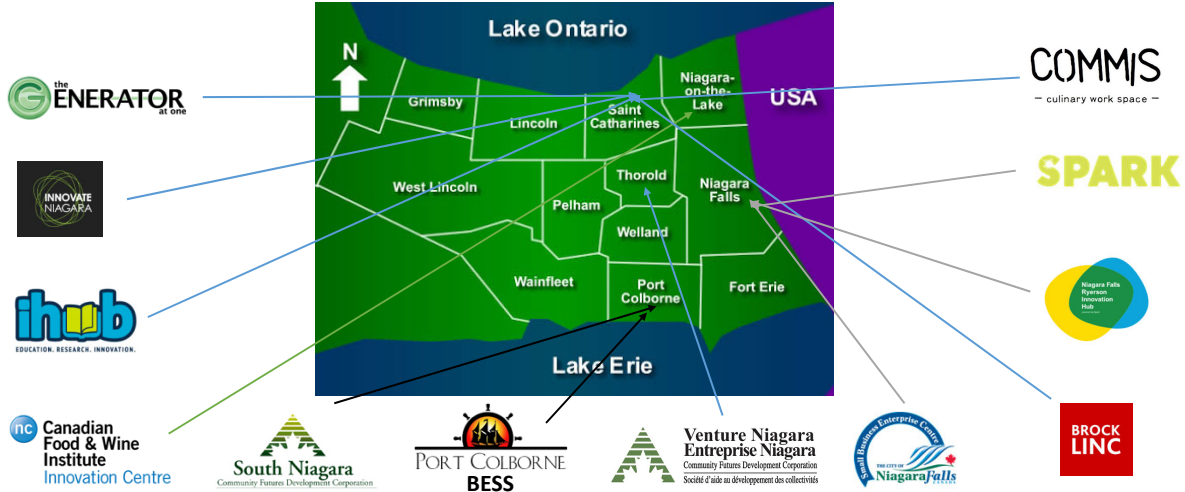 the
GENERATOR
at one
INNOVATE
NIAGARA
ihub
EDUCATION. RESEARCH. INNOVATION.
nc
Canadian
Food & Wine
Institute
Innovation Centre
Lake Ontario
N
Grimsby
Lincoln
Saint
Catharines
Niagara-
on-the-
Lake
USA
West Lincoln
Pelham
Thorold
Niagara
Falls
Welland
Wainfleet
Port
Colborne
Fort Erie
Lake Erie
COMMIS
– culinary work space –
SPARK
Niagara Falls
Ryerson
Innovation
Hub
South Niagara
Community Futures Development Corporation
PORT COLBORNE
BESS
Venture Niagara
Entreprise Niagara
Community Futures Development Corporation
Société d'aide au développement des collectivités
Small Business Enterprise Centre
THE CITY OF
NiagaraFalls
CANADA
BROCK
LINC